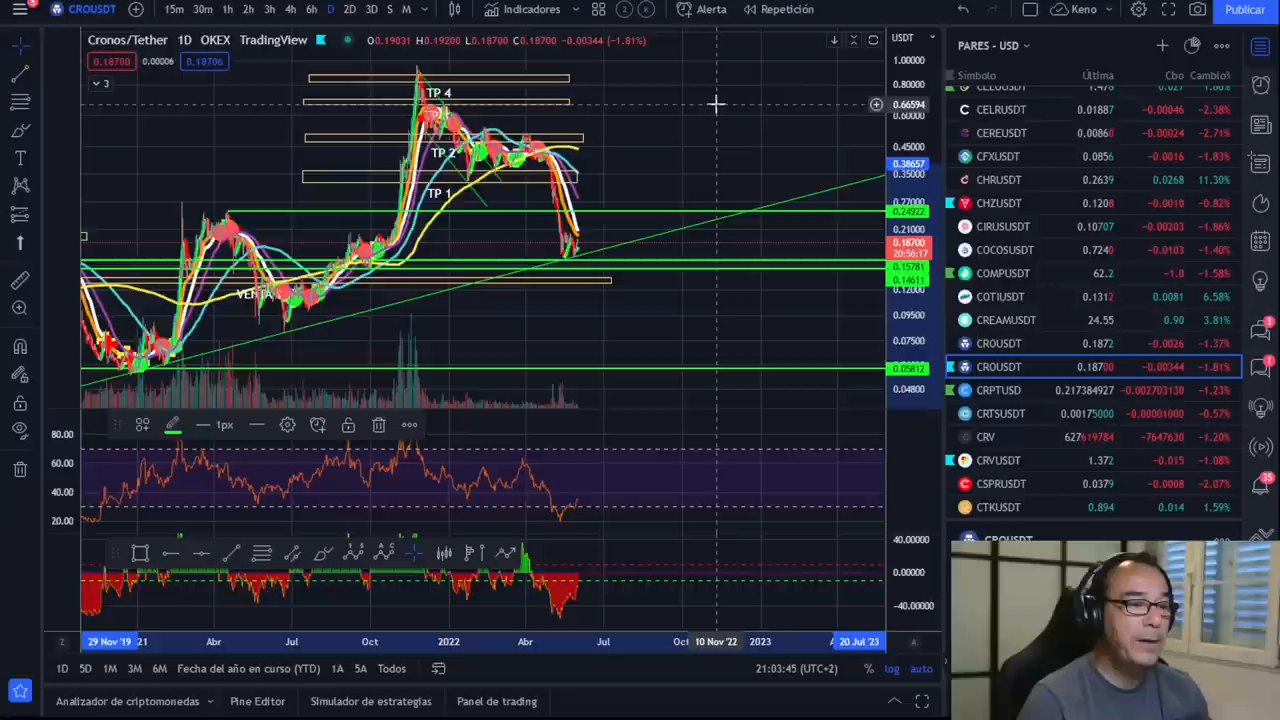 CROUSDT 15m 30m 1h 2h 3h 4h 6h D 2D 3D S M Indicadores Alerta Repetición Keno Publicar
Cronos/Tether 1D OKEX TradingView O0.19031 H0.19200 L0.18700 C0.18700 −0.00344 (−1.81%)
0.18700 0.00006 0.18706
3
USDT
1.00000
0.80000
0.66594
0.60000
0.45000
0.38657
0.35000
0.27000
0.24922
0.21000
0.18700
20:56:17
0.15781
0.14611
0.12000
0.09500
0.07500
0.05812
0.04800
TP 4
TP 2
TP 1
VENTA
1px
80.00
60.00
40.00
20.00
40.00000
0.00000
−40.00000
Z 29 Nov '19 21 Abr Jul Oct 2022 Abr Jul Oct 10 Nov '22 2023 20 Jul '23 A
1D 5D 1M 3M 6M Fecha del año en curso (YTD) 1A 5A Todos 21:03:45 (UTC+2) % log auto
Analizador de criptomonedas Pine Editor Simulador de estrategias Panel de trading
PARES - USD
Símbolo Última Cbo Cambio%
CELRUSDT 0.01887 −0.00046 −2.38%
CEREUSDT 0.00860 −0.00024 −2.71%
CFXUSDT 0.0856 −0.0016 −1.83%
CHRUSDT 0.2639 0.0268 11.30%
CHZUSDT 0.1208 −0.0010 −0.82%
CIRUSUSDT 0.10707 −0.00203 −1.86%
COCOSUSDT 0.7240 −0.0103 −1.40%
COMPUSDT 62.2 −1.0 −1.58%
COTIUSDT 0.1312 0.0081 6.58%
CREAMUSDT 24.55 0.90 3.81%
CROUSDT 0.1872 −0.0026 −1.37%
CROUSDT 0.18700 −0.00344 −1.81%
CRPTUSD 0.217384927 −0.002703130 −1.23%
CRTSUSDT 0.00175000 −0.00001000 −0.57%
CRV 627619784 −7647630 −1.20%
CRVUSDT 1.372 −0.015 −1.08%
CSPRUSDT 0.0379 −0.0008 −2.07%
CTKUSDT 0.894 0.014 1.59%
CROUSDT
3
1
35